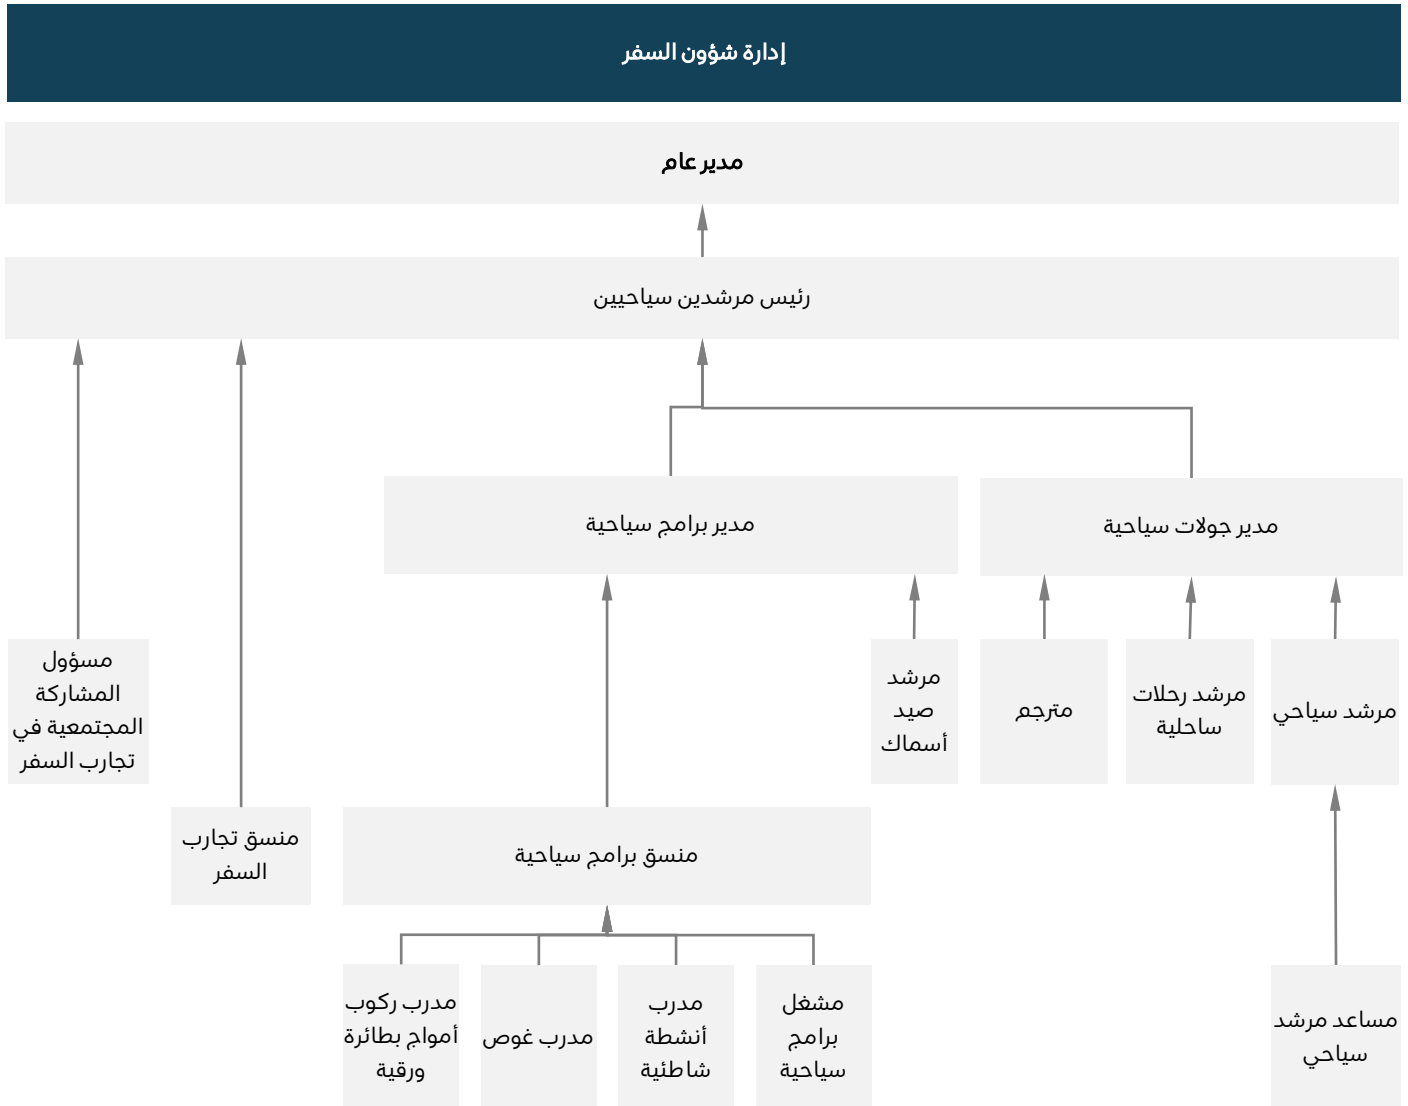 إدارة شؤون السفر
مدير عام
رئيس مرشدين سياحيين
مدير جولات سياحية
مدير برامج سياحية
مرشد سياحي
مرشد رحلات
ساحلية
مترجم
مرشد
صيد
أسماك
مسؤول
المشاركة
المجتمعية في
تجارب السفر
منسق برامج سياحية
منسق تجارب
السفر
مساعد مرشد
سياحي
مشغل
برامج
سياحية
مدرب
أنشطة
شاطئية
مدرب غوص
مدرب ركوب
أمواج بطائرة
ورقية